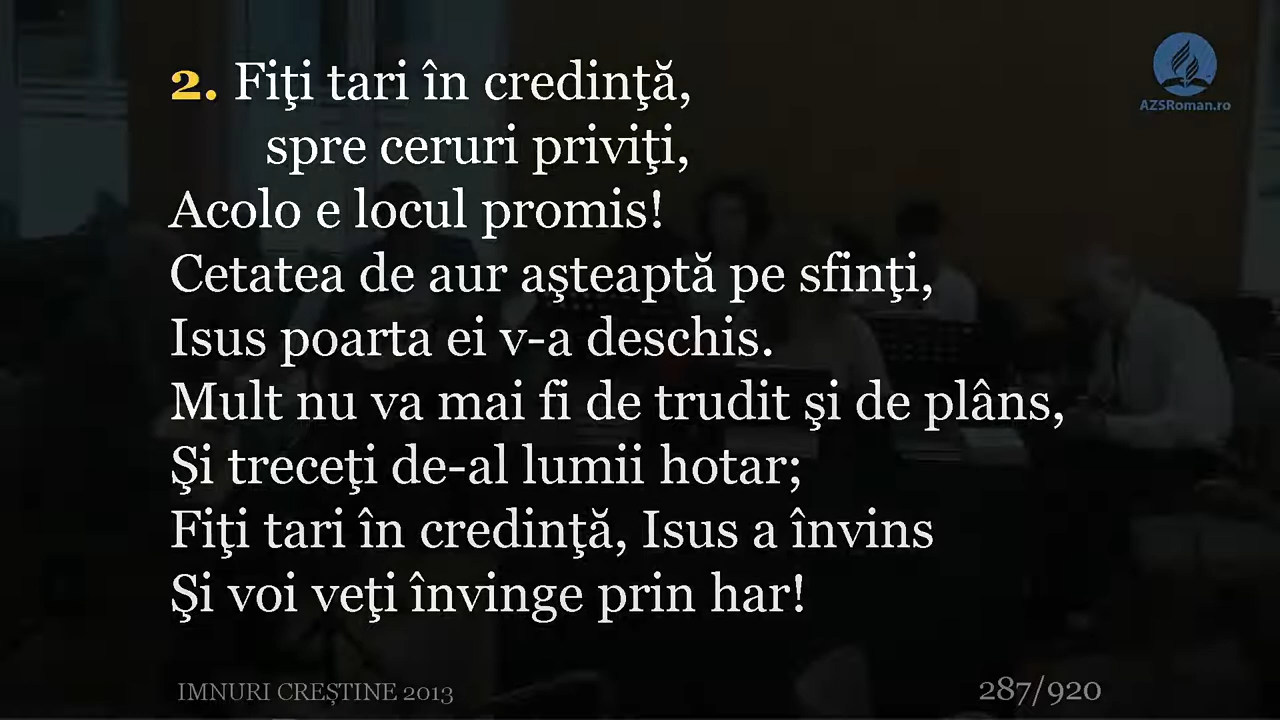 2. Fiţi tari în credinţă,
spre ceruri priviţi,
Acolo e locul promis!
Cetatea de aur aşteaptă pe sfinţi,
Isus poarta ei v-a deschis.
Mult nu va mai fi de trudit şi de plâns,
Şi treceţi de-al lumii hotar;
Fiţi tari în credinţă, Isus a învins
Şi voi veţi învinge prin har!
AZSRoman.ro
IMNURI CREȘTINE 2013
287/920